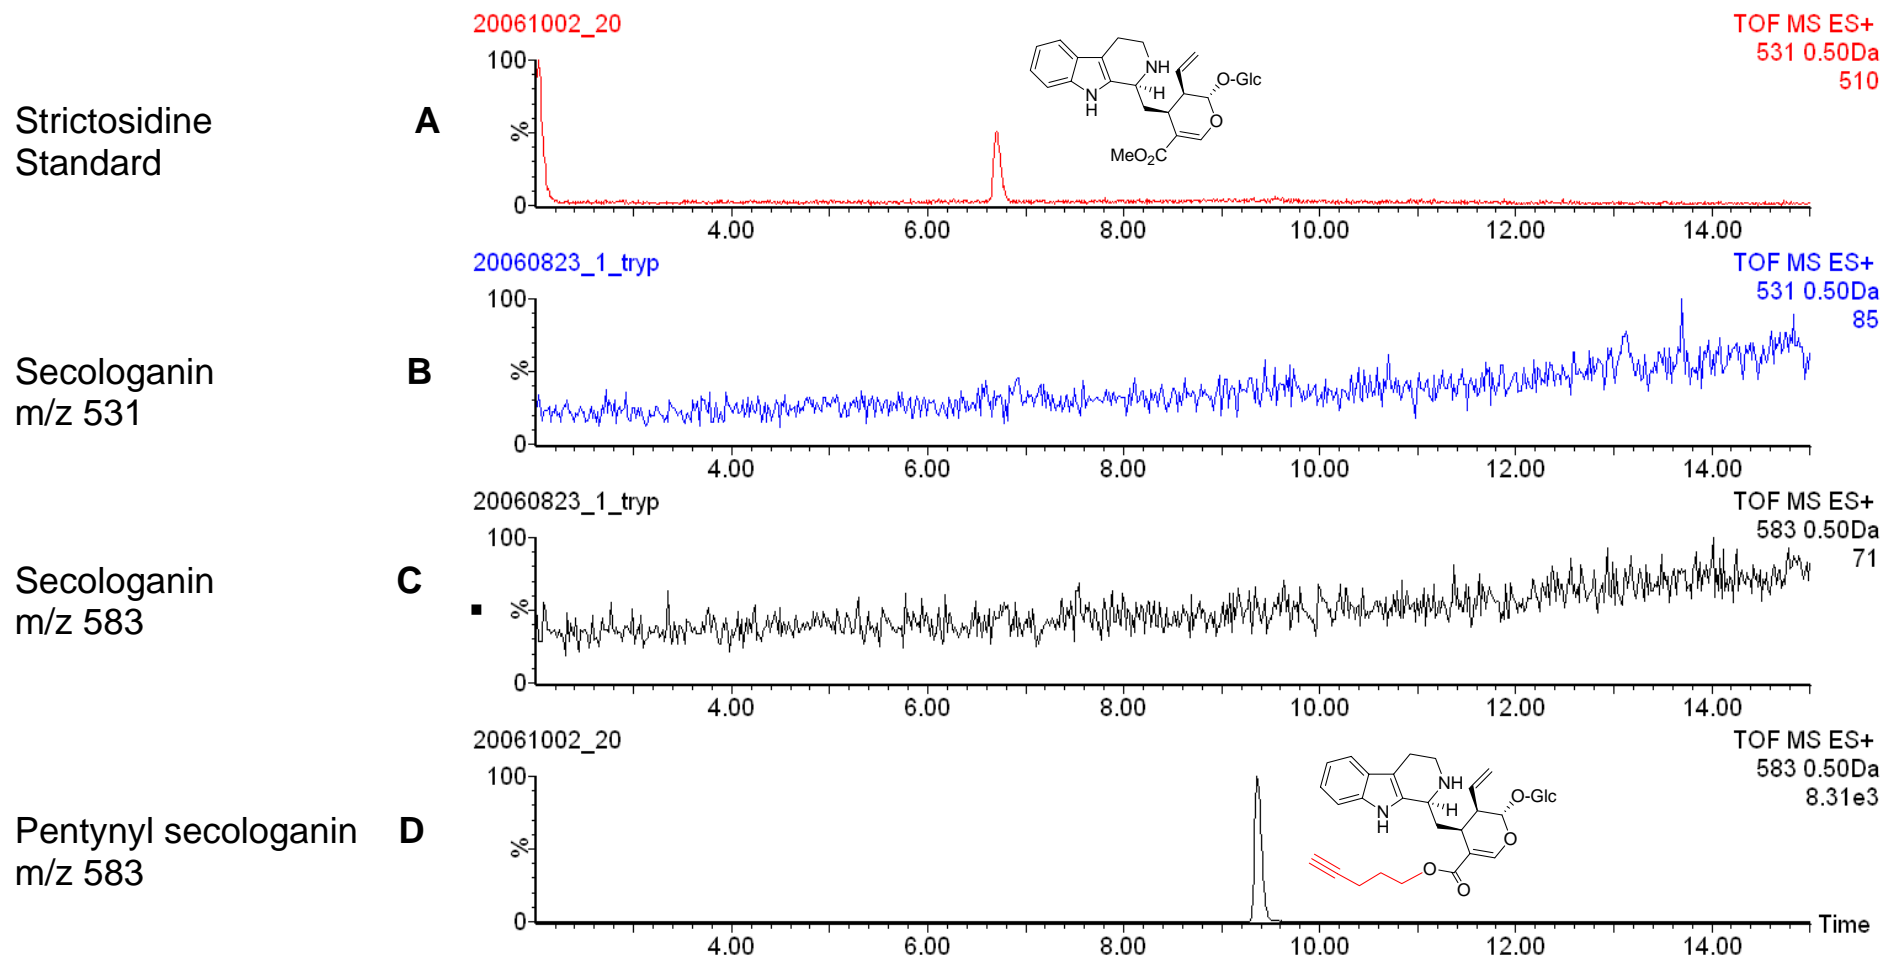 20061002_20
TOF MS ES+
531 0.50Da
510
100
%
0
Strictosidine
Standard
A
NH
N
H
H
O-Glc
O
MeO2C
4.00 6.00 8.00 10.00 12.00 14.00
20060823_1_tryp
TOF MS ES+
531 0.50Da
85
100
%
0
Secologanin
m/z 531
B
4.00 6.00 8.00 10.00 12.00 14.00
20060823_1_tryp
TOF MS ES+
583 0.50Da
71
100
%
0
Secologanin
m/z 583
C
4.00 6.00 8.00 10.00 12.00 14.00
20061002_20
TOF MS ES+
583 0.50Da
8.31e3
100
%
0
Pentynyl secologanin
m/z 583
D
NH
N
H
H
O-Glc
O
O
O
Time
4.00 6.00 8.00 10.00 12.00 14.00